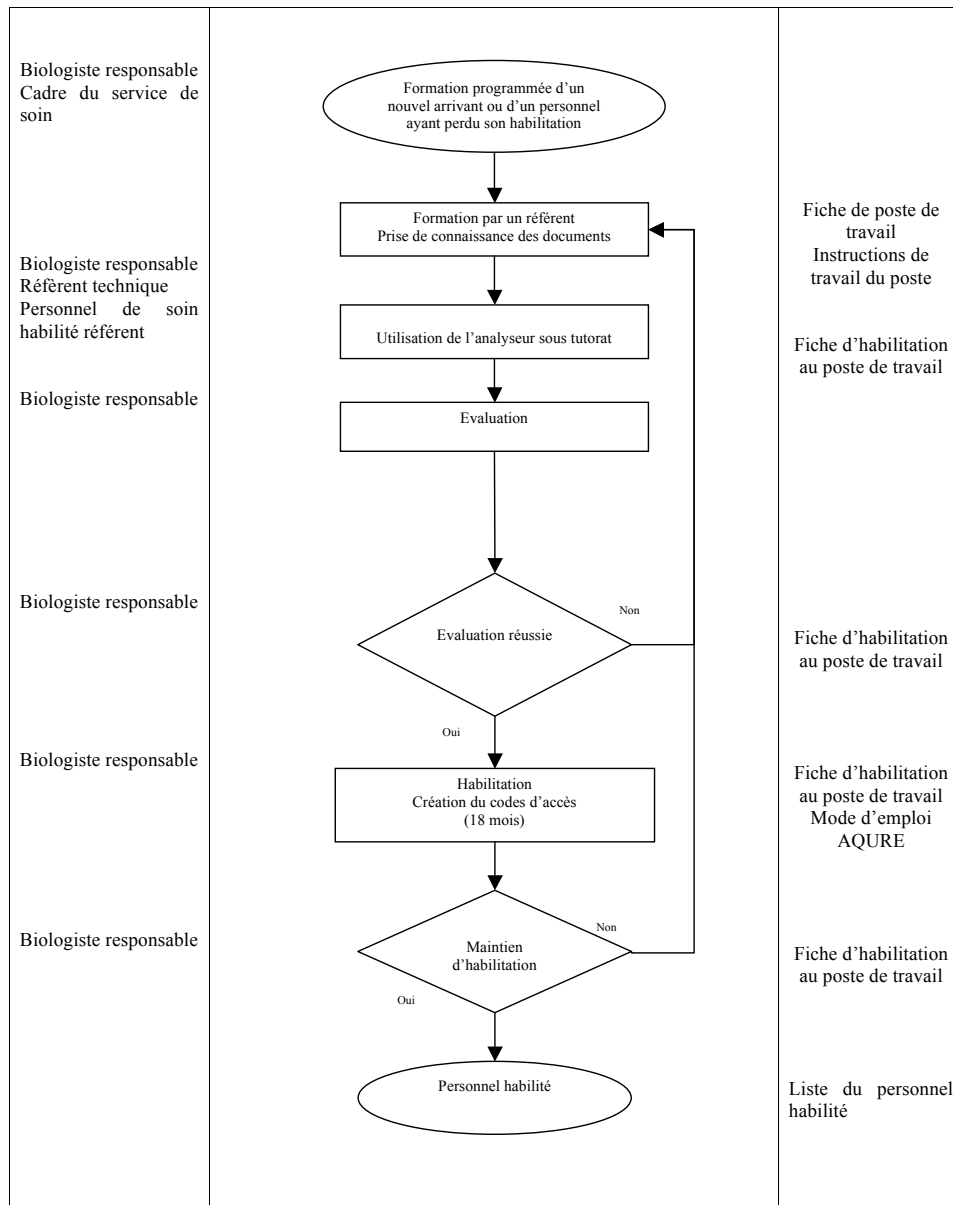 Biologiste responsable
Cadre du service de
soin
Formation programmée d'un
nouvel arrivant ou d'un personnel
ayant perdu son habilitation
Formation par un référent
Prise de connaissance des documents
Fiche de poste de
travail
Instructions de
travail du poste
Biologiste responsable
Réfèrent technique
Personnel de soin
habilité référent
Utilisation de l'analyseur sous tutorat
Fiche d'habilitation
au poste de travail
Biologiste responsable
Evaluation
Biologiste responsable
Evaluation réussie
Non
Fiche d'habilitation
au poste de travail
Oui
Biologiste responsable
Habilitation
Création du codes d'accès
(18 mois)
Fiche d'habilitation
au poste de travail
Mode d'emploi
AQURE
Biologiste responsable
Maintien
d'habilitation
Non
Fiche d'habilitation
au poste de travail
Oui
Personnel habilité
Liste du personnel
habilité